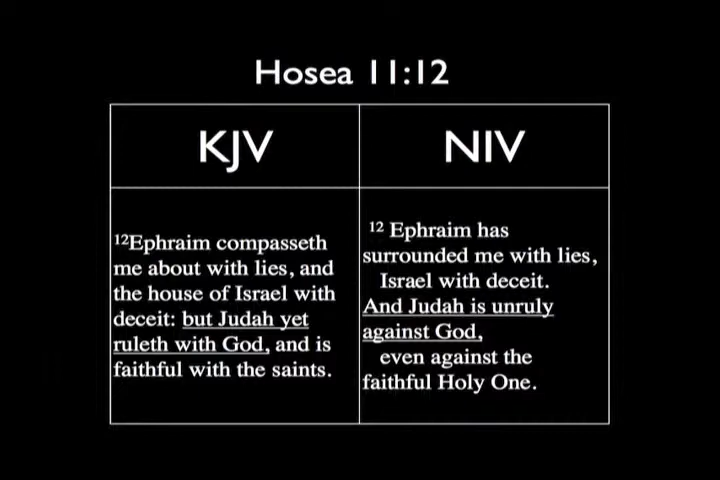 Hosea 11:12
KJV
NIV
¹²Ephraim compasseth
me about with lies, and
the house of Israel with
deceit: but Judah yet
ruleth with God, and is
faithful with the saints.
¹² Ephraim has
surrounded me with lies,
Israel with deceit.
And Judah is unruly
against God,
even against the
faithful Holy One.